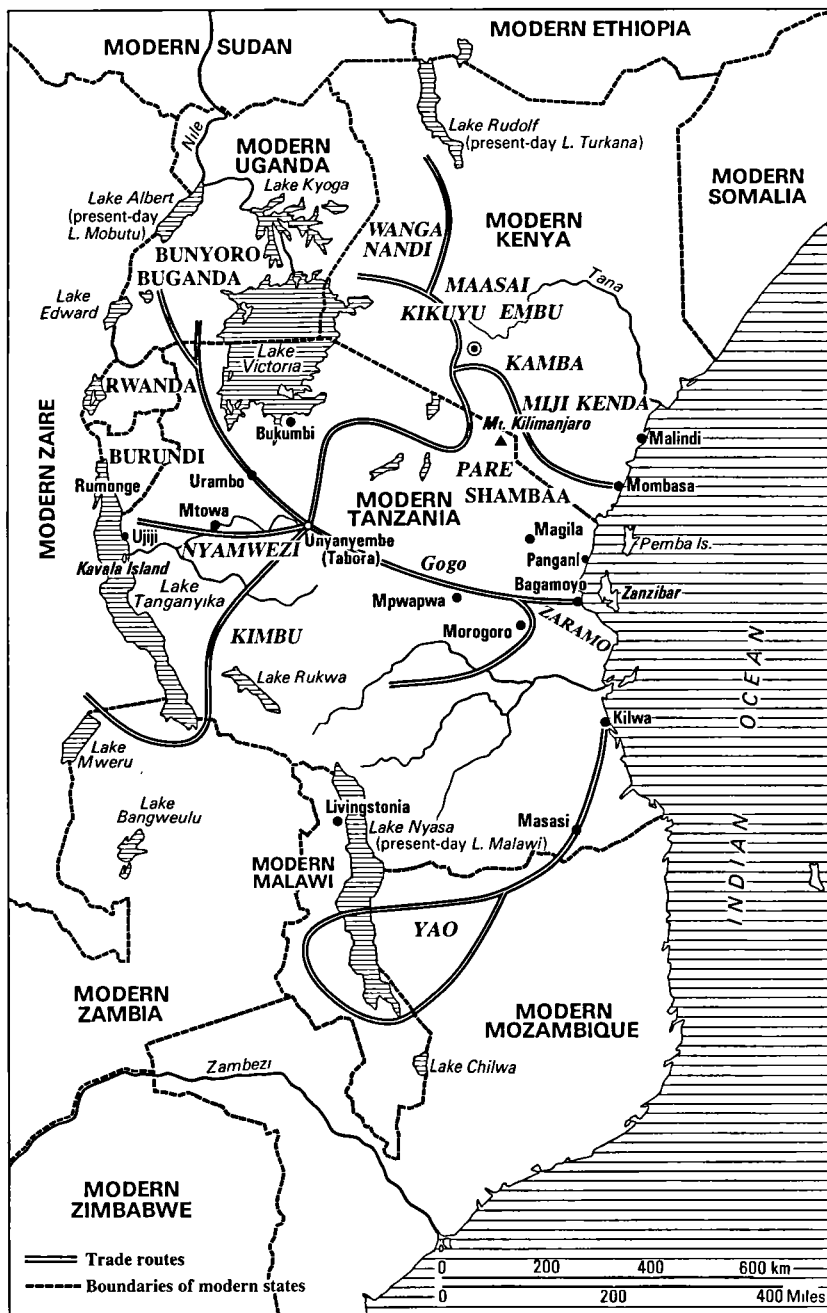 MODERN SUDAN
MODERN ETHIOPIA
Nile
MODERN
UGANDA
Lake Rudolf
(present-day L. Turkana)
Lake Kyoga
Lake Albert
(present-day
L. Mobutu)
MODERN
SOMALIA
WANGA
NANDI
MODERN
KENYA
BUNYORO
BUGANDA
MAASAI
Tana
KIKUYU EMBU
Lake
Edward
Lake
Victoria
KAMBA
RWANDA
MIJI KENDA
Bukumbi
Mt. Kilimanjaro
Malindi
MODERN ZAIRE
BURUNDI
PARE
Rumonge
Urambo
SHAMBAA
Mombasa
MODERN
TANZANIA
Mtowa
Magila
Ujiji
NYAMWEZI
Unyanyembe
(Tabora)
Pemba Is.
Pangani
Kavala Island
Gogo
Bagamoyo
Zanzibar
Lake
Tanganyika
Mpwapwa
ZARAMO
KIMBU
Morogoro
Lake Rukwa
INDIAN OCEAN
Kilwa
Lake
Mweru
Lake
Bangweulu
Livingstonia
Lake Nyasa
(present-day L. Malawi)
Masasi
MODERN
MALAWI
YAO
MODERN
ZAMBIA
MODERN
MOZAMBIQUE
Zambezi
Lake Chilwa
MODERN
ZIMBABWE
Trade routes
Boundaries of modern states
0 200 400 600 km
0 200 400 Miles